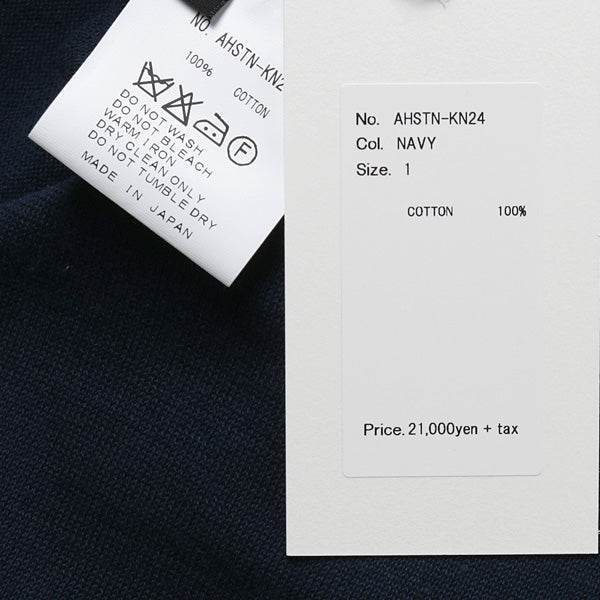 NO. AHSTN-KN2
100% COTTON
F
DO NOT WASH
DO NOT BLEACH
WARM IRON
DRY CLEAN ONLY
DO NOT TUMBLE DRY
MADE IN JAPAN
No. AHSTN-KN24
Col. NAVY
Size. 1
COTTON 100%
Price. 21,000yen + tax